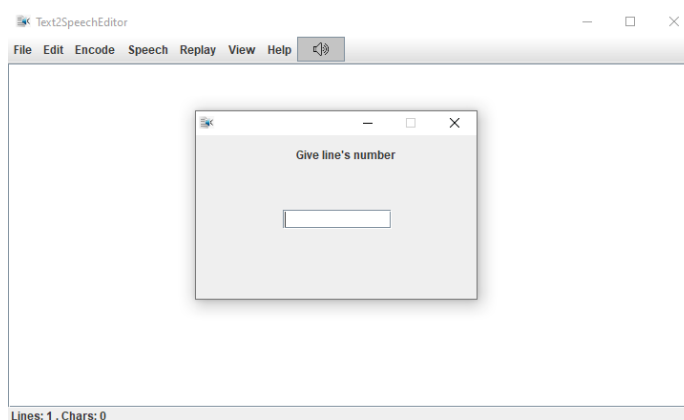 Text2SpeechEditor
File Edit Encode Speech Replay View Help
Give line's number
Lines: 1 , Chars: 0